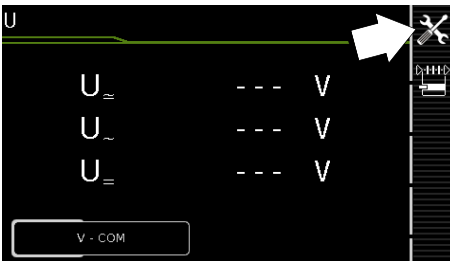 U
U≃ --- V
U~ --- V
U= --- V
V - COM